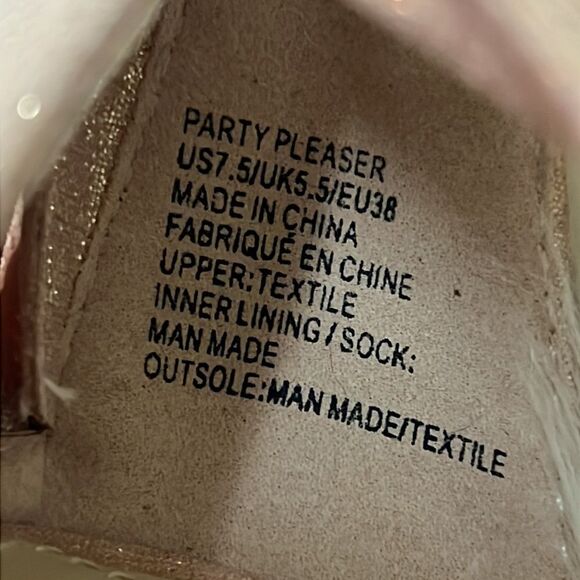 PARTY PLEASER
US7.5/UK5.5/EU38
MADE IN CHINA
FABRIQUÉ EN CHINE
UPPER:TEXTILE
INNER LINING / SOCK:
MAN MADE
OUTSOLE:MAN MADE/TEXTILE